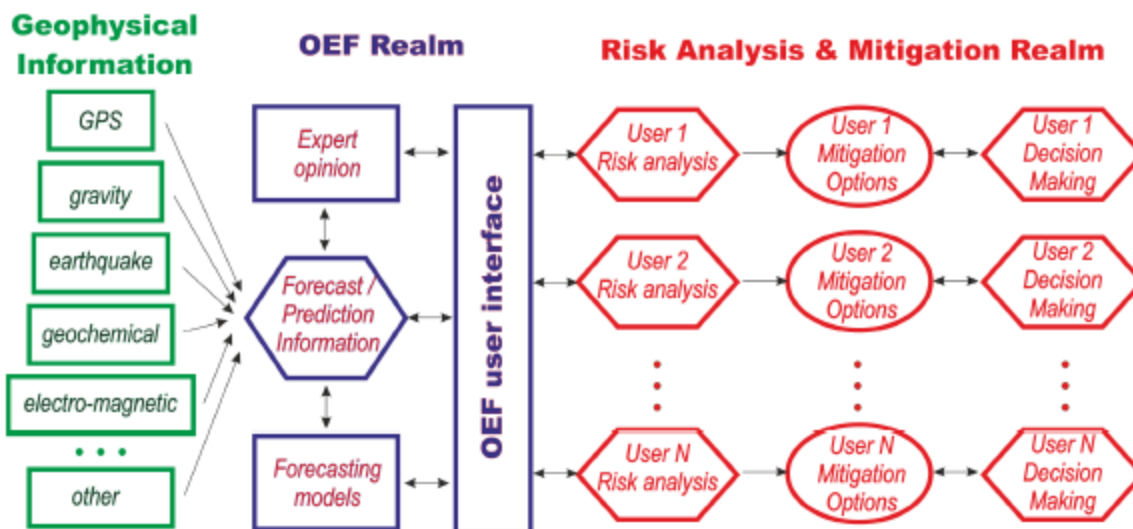 Geophysical
Information
OEF Realm
Risk Analysis & Mitigation Realm
GPS
gravity
earthquake
geochemical
electro-magnetic
other
Expert
opinion
Forecast /
Prediction
Information
Forecasting
models
OEF user interface
User 1
Risk analysis
User 1
Mitigation
Options
User 1
Decision
Making
User 2
Risk analysis
User 2
Mitigation
Options
User 2
Decision
Making
User N
Risk analysis
User N
Mitigation
Options
User N
Decision
Making